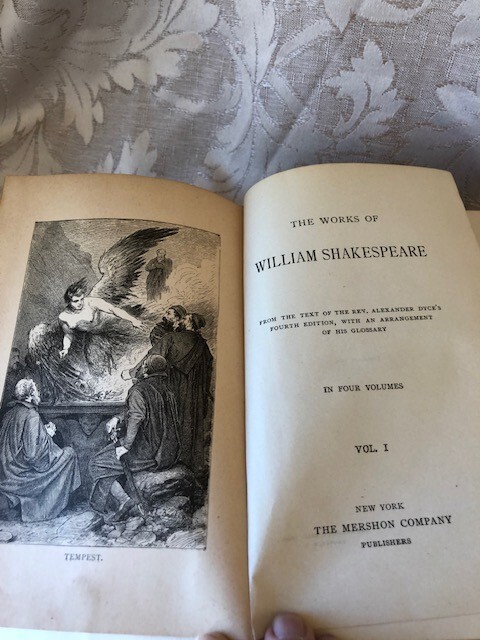 TEMPEST.
THE WORKS OF
WILLIAM SHAKESPEARE
FROM THE TEXT OF THE REV. ALEXANDER DYCE'S
FOURTH EDITION, WITH AN ARRANGEMENT
OF HIS GLOSSARY
IN FOUR VOLUMES
VOL. I
NEW YORK
THE MERSHON COMPANY
PUBLISHERS